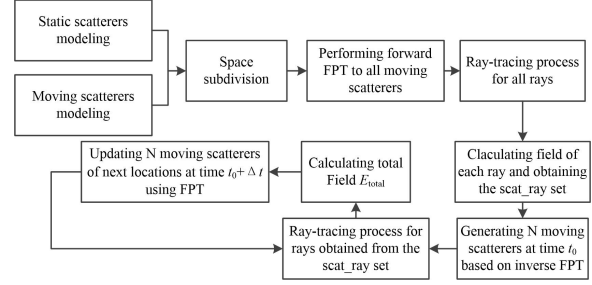 Static scatterers
modeling
Moving scatterers
modeling
Space
subdivision
Performing forward
FPT to all moving
scatterers
Ray-tracing process
for all rays
Claculating field of
each ray and obtaining
the scat_ray set
Generating N moving
scatterers at time t₀
based on inverse FPT
Ray-tracing process for
rays obtained from the
scat_ray set
Calculating total
Field E_total
Updating N moving scatterers
of next locations at time t₀+ Δ t
using FPT